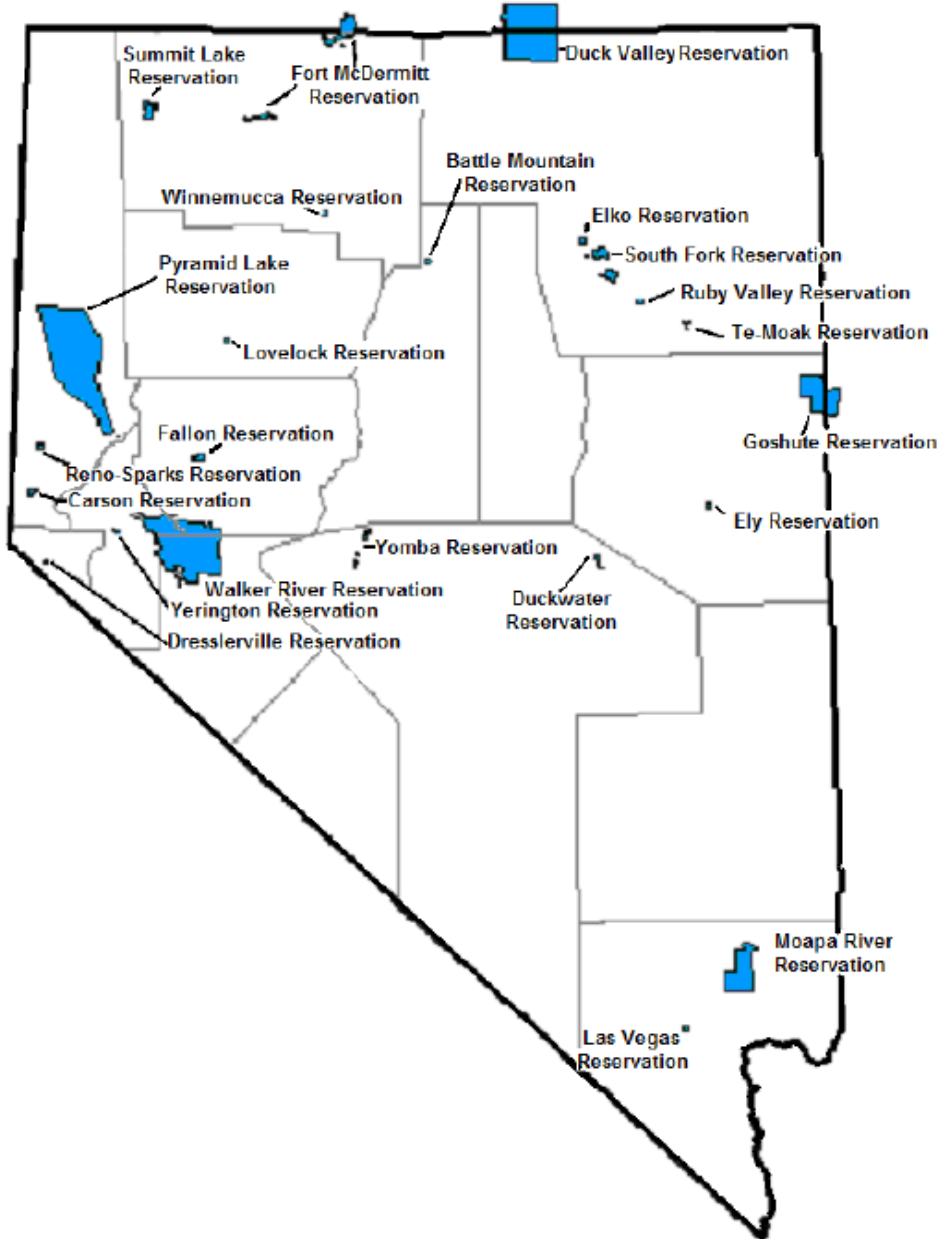 Summit Lake
Reservation
Fort McDermitt
Reservation
Duck Valley Reservation
Battle Mountain
Reservation
Winnemucca Reservation
Elko Reservation
South Fork Reservation
Pyramid Lake
Reservation
Ruby Valley Reservation
Te-Moak Reservation
Lovelock Reservation
Goshute Reservation
Fallon Reservation
Reno-Sparks Reservation
Carson Reservation
Ely Reservation
Yomba Reservation
Walker River Reservation
Duckwater
Reservation
Yerington Reservation
Dresslerville Reservation
Moapa River
Reservation
Las Vegas
Reservation